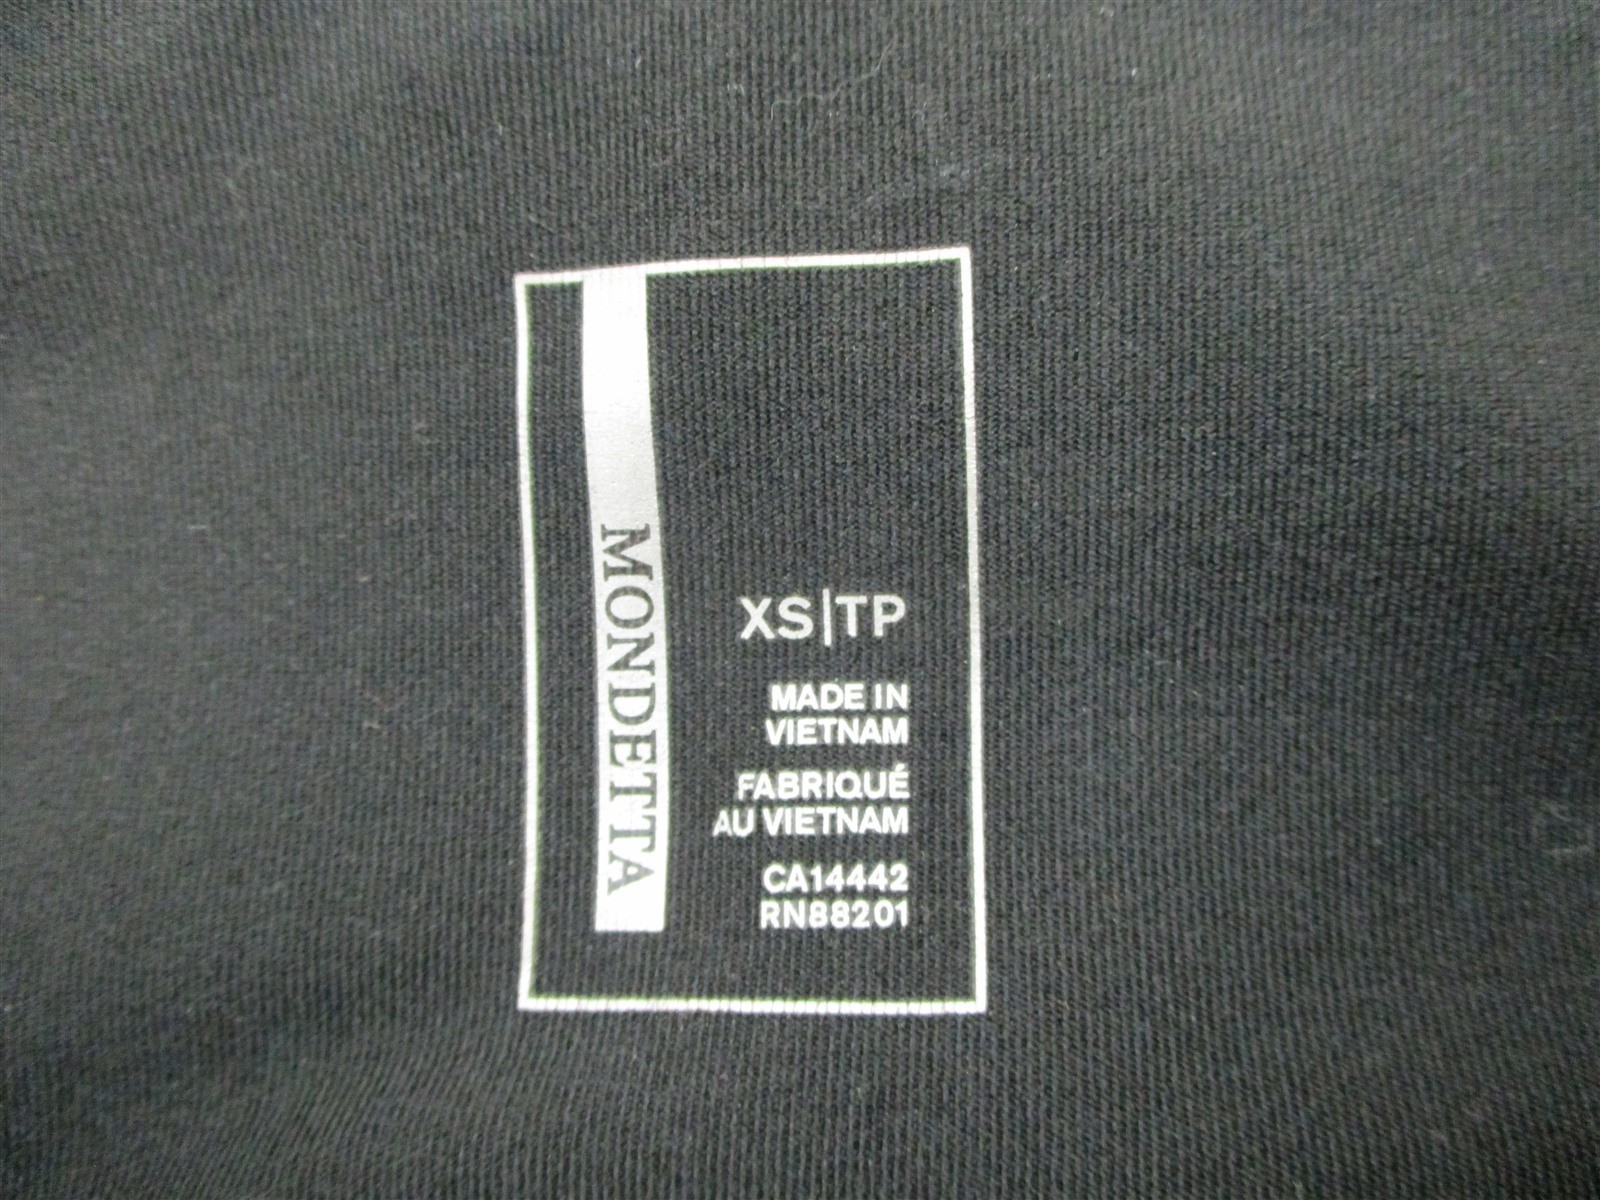 MONDETTA
XS|TP
MADE IN
VIETNAM
FABRIQUÉ
AU VIETNAM
CA14442
RN88201